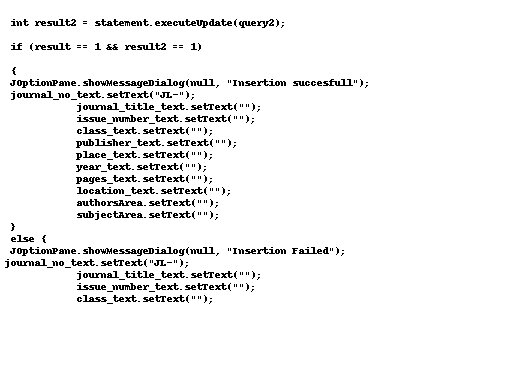 int result2 = statement.executeUpdate(query2);
if (result == 1 && result2 == 1)
{
JOptionPane.showMessageDialog(null, "Insertion succesfull");
journal_no_text.setText("JL-");
journal_title_text.setText("");
issue_number_text.setText("");
class_text.setText("");
publisher_text.setText("");
place_text.setText("");
year_text.setText("");
pages_text.setText("");
location_text.setText("");
authorsArea.setText("");
subjectArea.setText("");
}
else {
JOptionPane.showMessageDialog(null, "Insertion Failed");
journal_no_text.setText("JL-");
journal_title_text.setText("");
issue_number_text.setText("");
class_text.setText("");